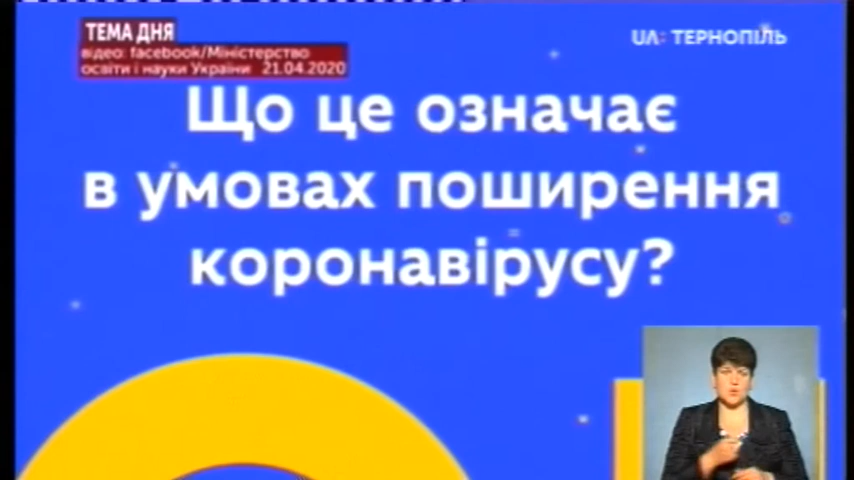 ТЕМА ДНЯ
відео: facebook/Міністерство
освіти і науки України 21.04.2020
UA: ТЕРНОПІЛЬ
Що це означає
в умовах поширення
коронавірусу?